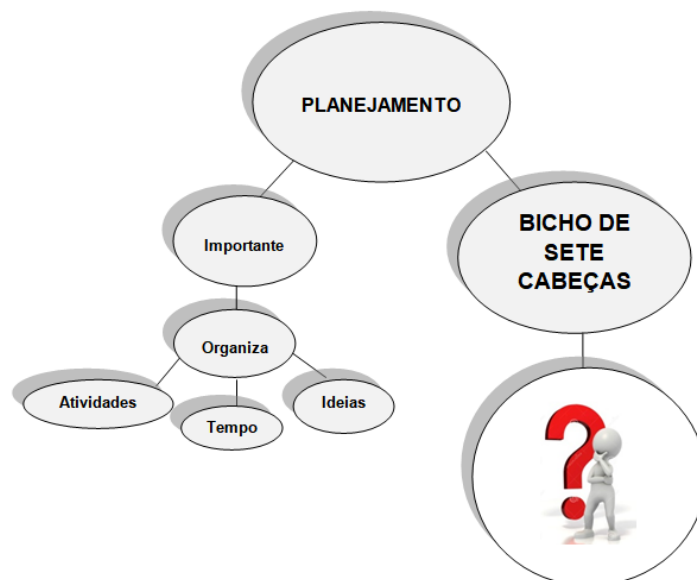 PLANEJAMENTO
Importante
BICHO DE
SETE
CABEÇAS
Organiza
Atividades
Tempo
Ideias